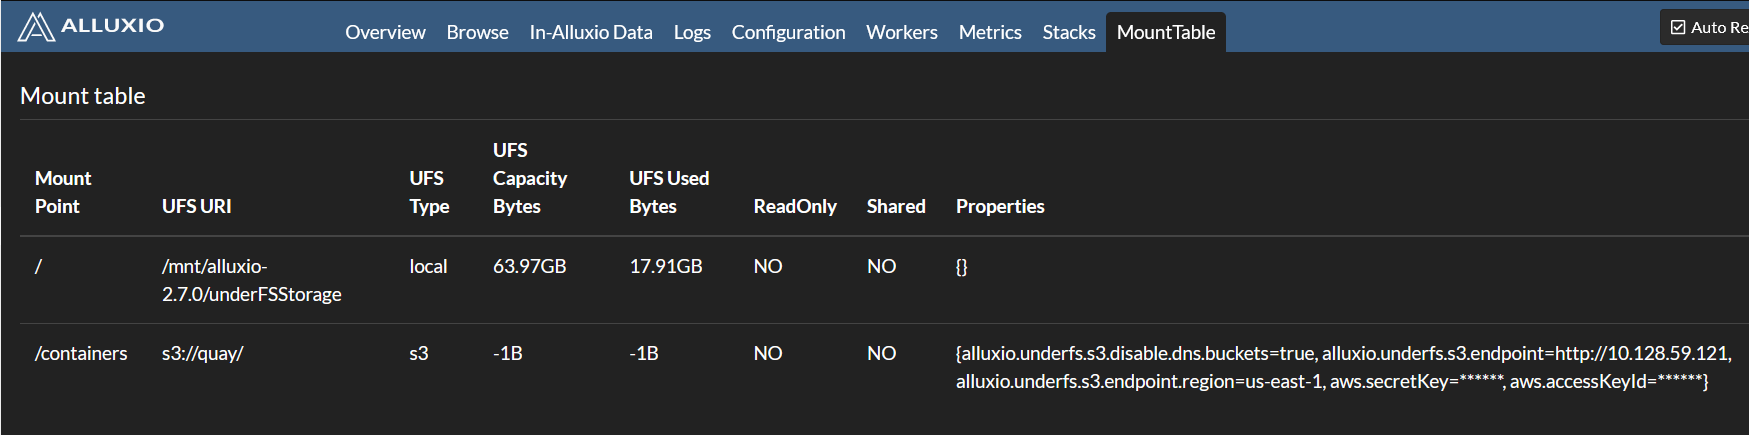 ALLUXIO
Overview Browse In-Alluxio Data Logs Configuration Workers Metrics Stacks MountTable
Auto Re
Mount table
Mount Point UFS URI UFS Type UFS Capacity Bytes UFS Used Bytes ReadOnly Shared Properties
/ /mnt/alluxio- local 63.97GB 17.91GB NO NO {}
2.7.0/underFSStorage
/containers s3://quay/ s3 -1B -1B NO NO {alluxio.underfs.s3.disable.dns.buckets=true, alluxio.underfs.s3.endpoint=http://10.128.59.121,
alluxio.underfs.s3.endpoint.region=us-east-1, aws.secretKey=******, aws.accessKeyId=******}